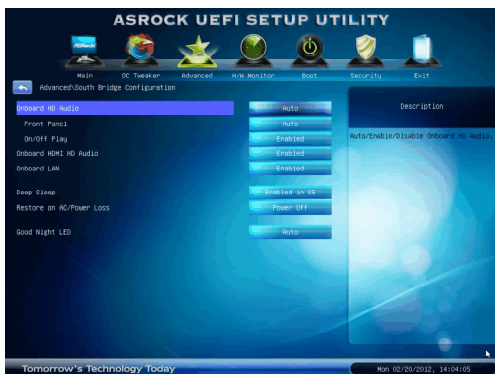 ASROCK UEFI SETUP UTILITY
ASRock
Main OC Tweaker Advanced H/W Monitor Boot Security Exit
Advanced\South Bridge Configuration
Onboard HD Audio Auto
Front Panel Auto
On/Off Play Enabled
Onboard HDMI HD Audio Enabled
Onboard LAN Enabled
Deep Sleep Enabled in S5
Restore on AC/Power Loss Power Off
Good Night LED Auto
Description
Auto/Enable/Disable Onboard HD Audio.
Tomorrow's Technology Today
Mon 02/20/2012, 14:04:05